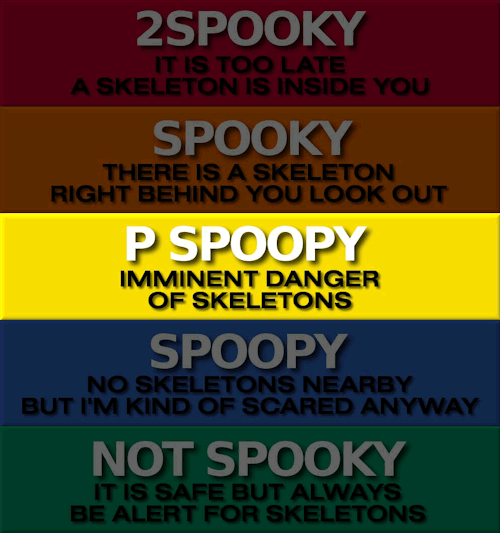 2SPOOKY
IT IS TOO LATE
A SKELETON IS INSIDE YOU
SPOOKY
THERE IS A SKELETON
RIGHT BEHIND YOU LOOK OUT
P SPOOPY
IMMINENT DANGER
OF SKELETONS
SPOOPY
NO SKELETONS NEARBY
BUT I'M KIND OF SCARED ANYWAY
NOT SPOOKY
IT IS SAFE BUT ALWAYS
BE ALERT FOR SKELETONS